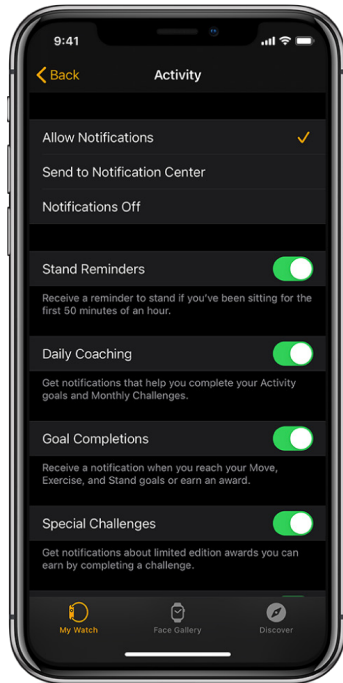 9:41
Back
Activity
Allow Notifications
Send to Notification Center
Notifications Off
Stand Reminders
Receive a reminder to stand if you've been sitting for the
first 50 minutes of an hour.
Daily Coaching
Get notifications that help you complete your Activity
goals and Monthly Challenges.
Goal Completions
Receive a notification when you reach your Move,
Exercise, and Stand goals or earn an award.
Special Challenges
Get notifications about limited edition awards you can
earn by completing a challenge.
My Watch
Face Gallery
Discover